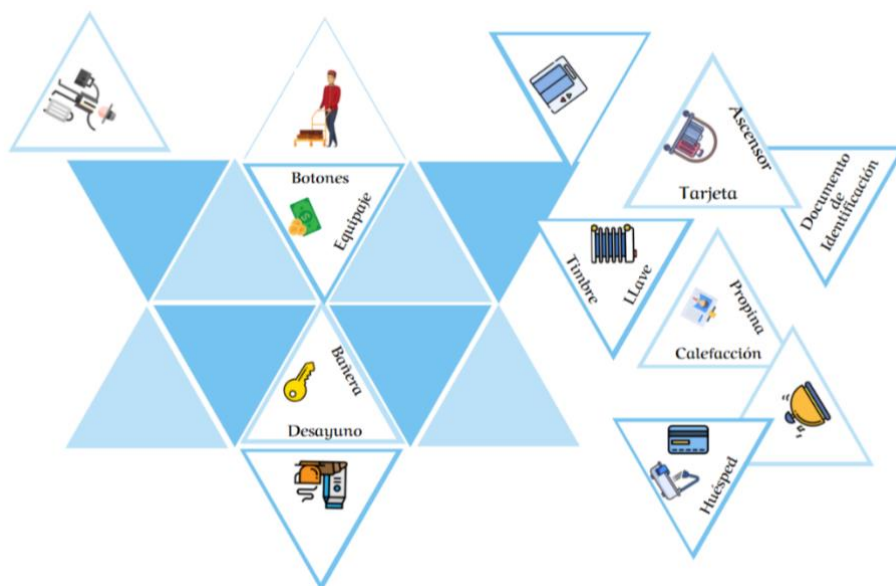 Botones
Equipaje
Ascensor
Tarjeta
Documento
de
Identificación
Timbre
LLave
Propina
Calefacción
Bañera
Desayuno
Huésped